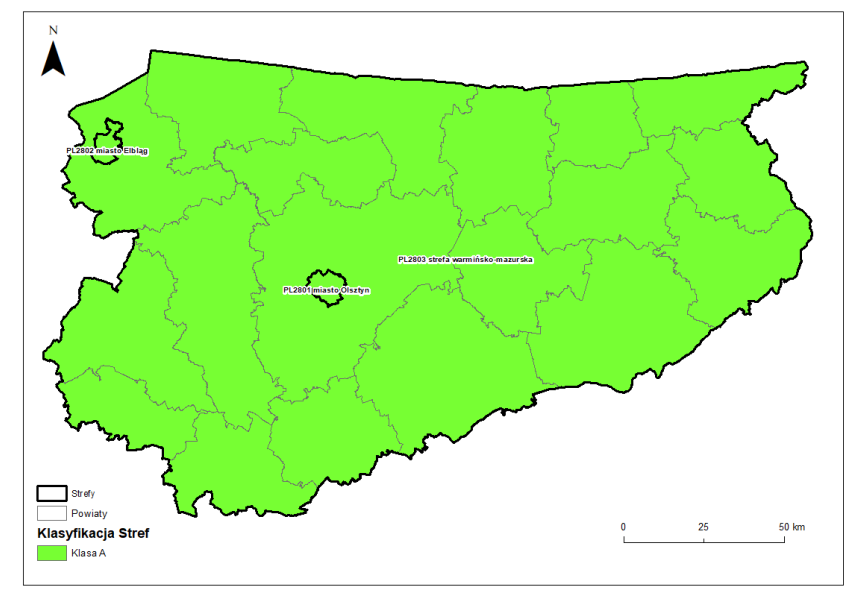 N
PL2802 miasto Elbląg
PL2803 strefa warmińsko-mazurska
PL2801 miasto Olsztyn
Strefy
Powiaty
Klasyfikacja Stref
Klasa A
0 25 50 km